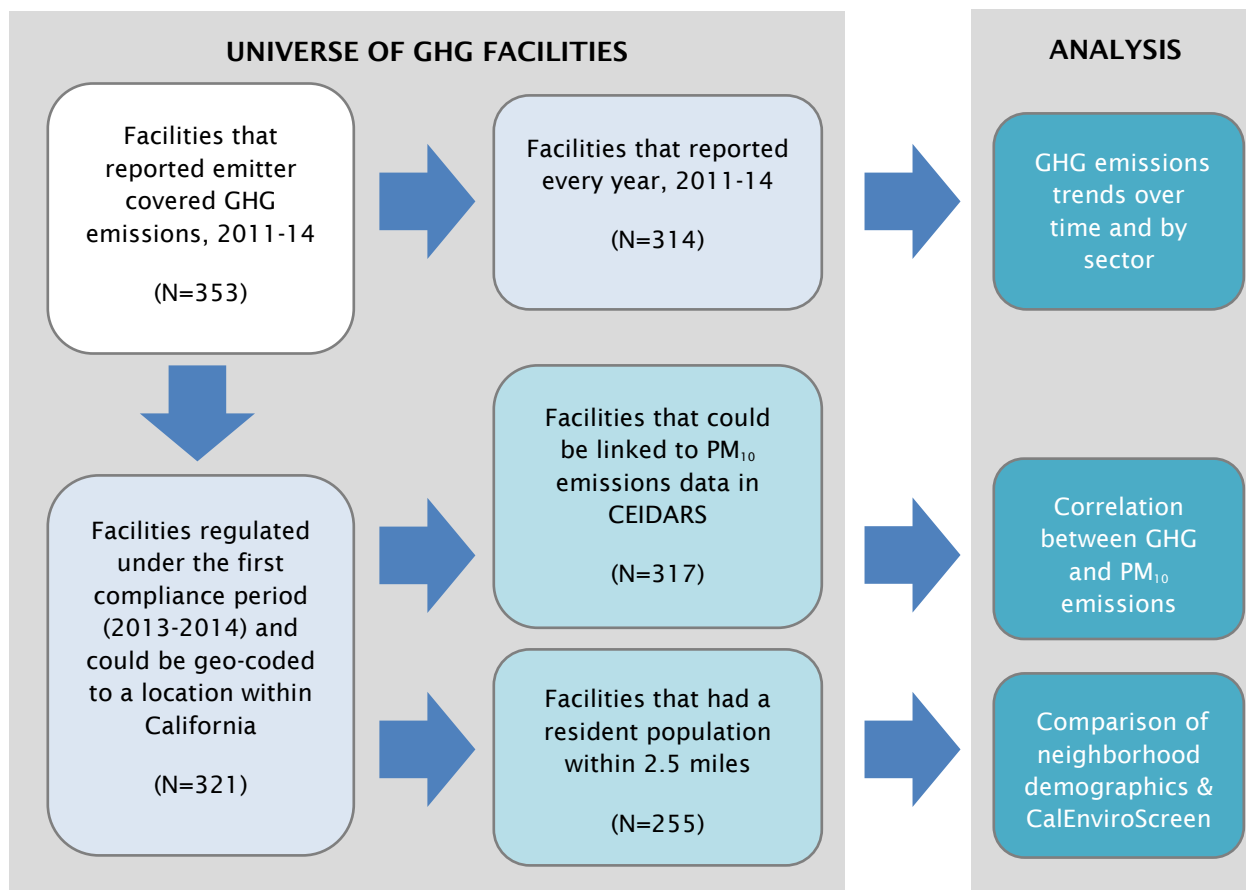 UNIVERSE OF GHG FACILITIES
Facilities that
reported emitter
covered GHG
emissions, 2011-14
(N=353)
Facilities that reported
every year, 2011-14
(N=314)
Facilities regulated
under the first
compliance period
(2013-2014) and
could be geo-coded
to a location within
California
(N=321)
Facilities that could
be linked to PM₁₀
emissions data in
CEIDARS
(N=317)
Facilities that had a
resident population
within 2.5 miles
(N=255)
ANALYSIS
GHG emissions
trends over
time and by
sector
Correlation
between GHG
and PM₁₀
emissions
Comparison of
neighborhood
demographics &
CalEnviroScreen